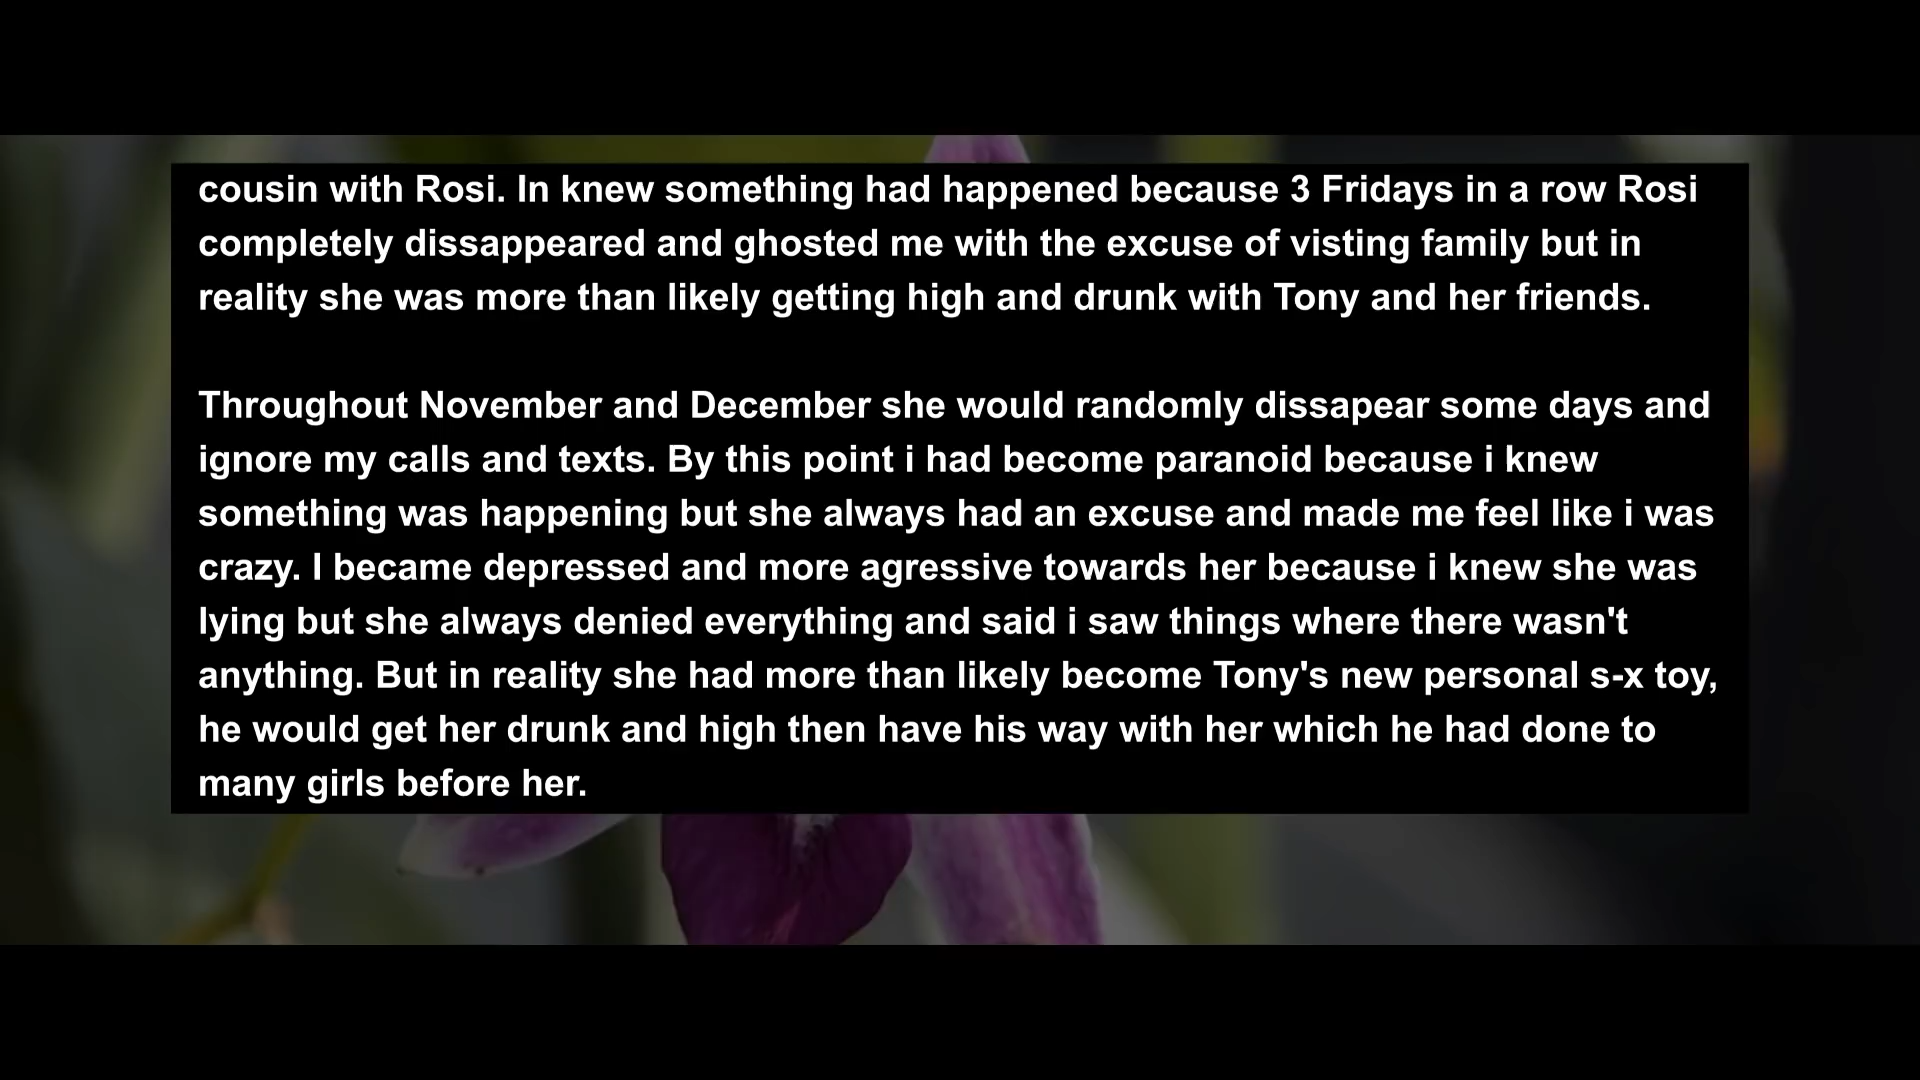 cousin with Rosi. In knew something had happened because 3 Fridays in a row Rosi
completely dissappeared and ghosted me with the excuse of visting family but in
reality she was more than likely getting high and drunk with Tony and her friends.
Throughout November and December she would randomly dissapear some days and
ignore my calls and texts. By this point i had become paranoid because i knew
something was happening but she always had an excuse and made me feel like i was
crazy. I became depressed and more agressive towards her because i knew she was
lying but she always denied everything and said i saw things where there wasn't
anything. But in reality she had more than likely become Tony's new personal s-x toy,
he would get her drunk and high then have his way with her which he had done to
many girls before her.